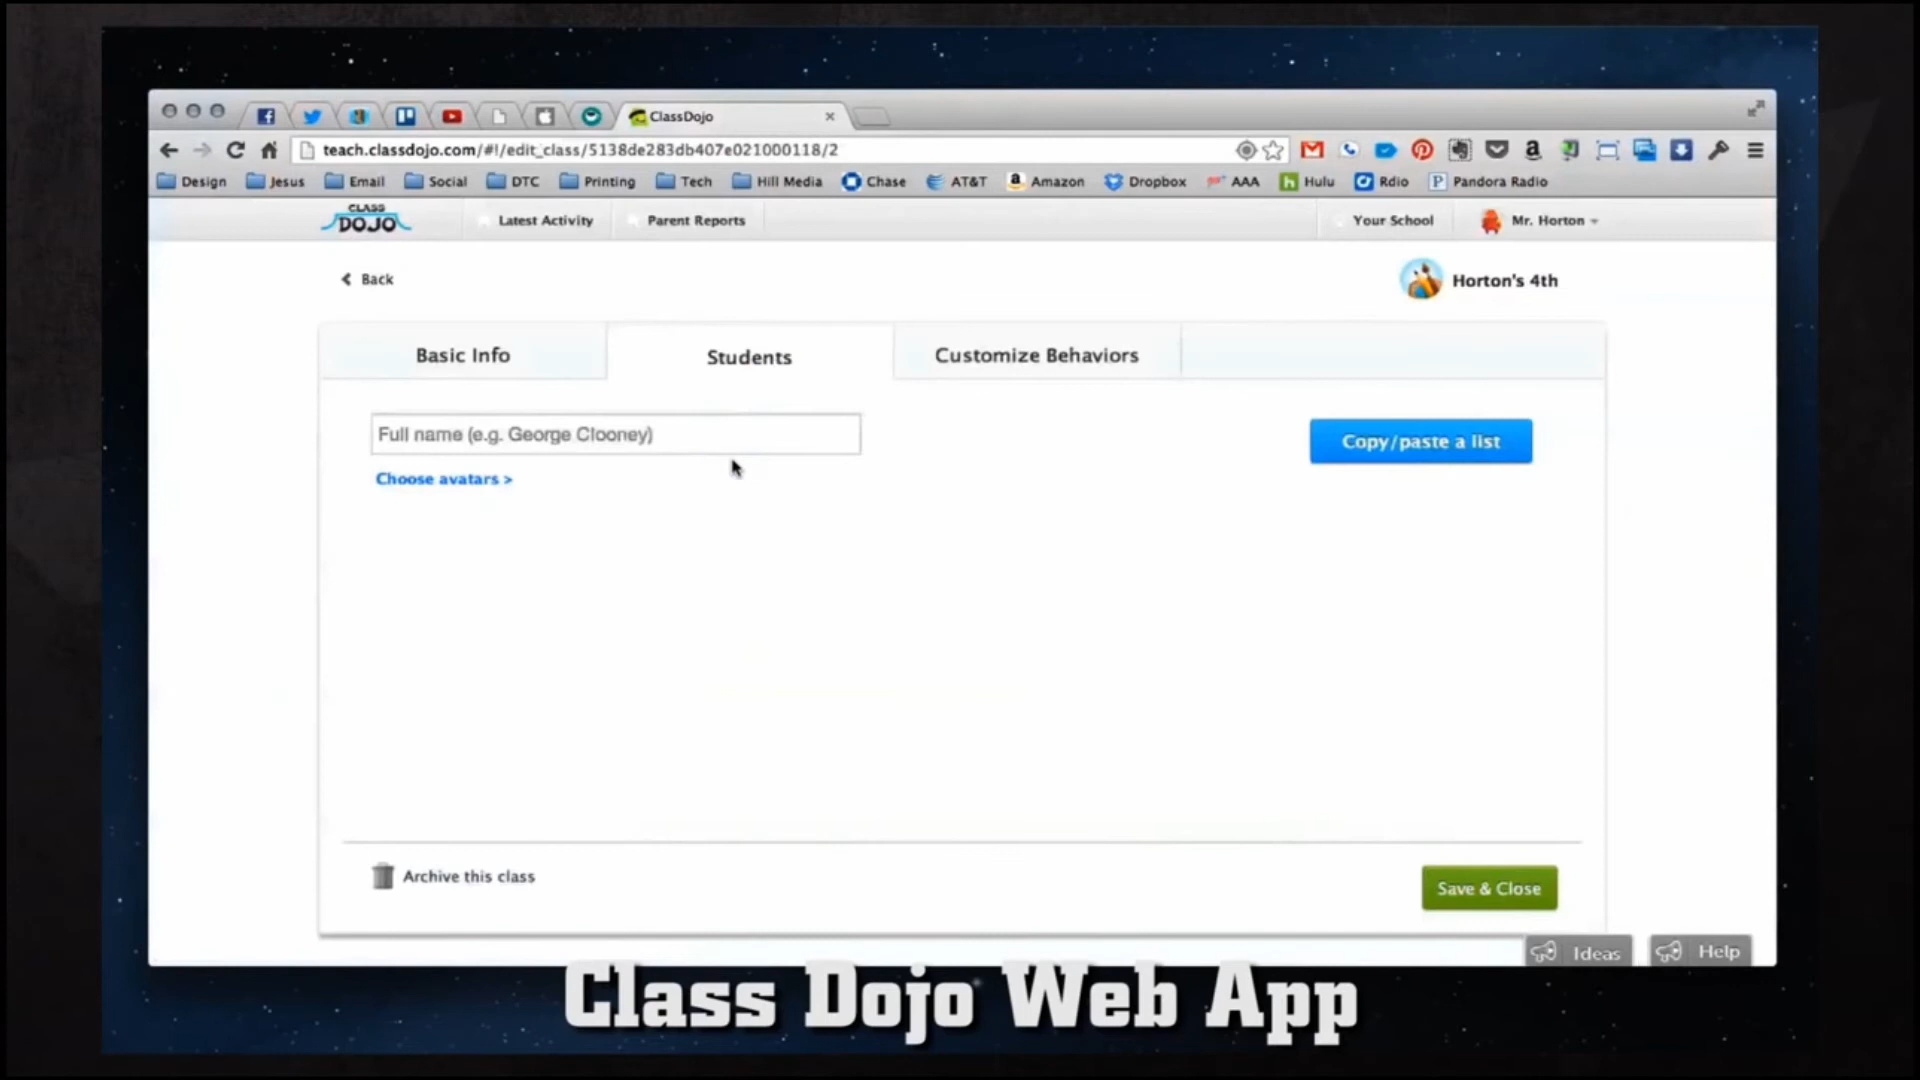 ClassDojo
teach.classdojo.com/#!/edit_class/5138de283db407e021000118/2
Design Jesus Email Social DTC Printing Tech Hill Media Chase AT&T Amazon Dropbox AAA Hulu Rdio Pandora Radio
CLASS
DOJO
Latest Activity Parent Reports Your School Mr. Horton
Back Horton's 4th
Basic Info Students Customize Behaviors
Full name (e.g. George Clooney) Copy/paste a list
Choose avatars >
Archive this class Save & Close
Ideas Help
Class Dojo Web App